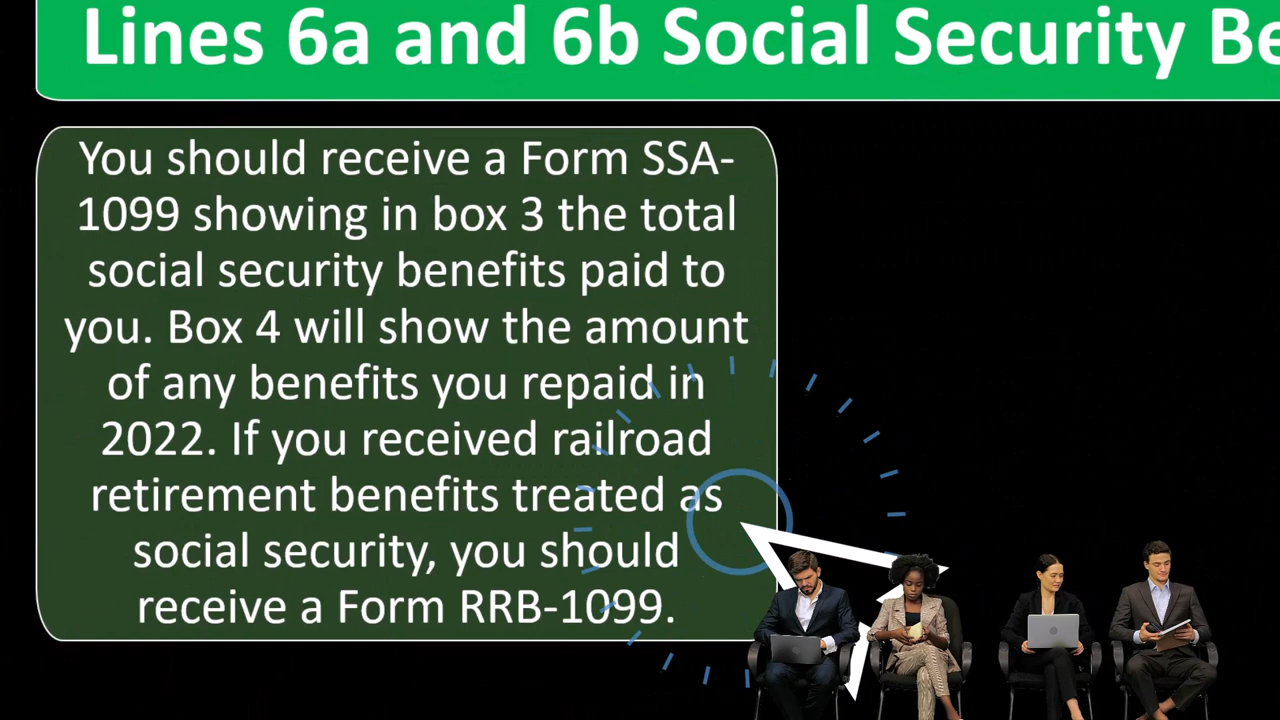 Lines 6a and 6b Social Security Be
You should receive a Form SSA-
1099 showing in box 3 the total
social security benefits paid to
you. Box 4 will show the amount
of any benefits you repaid in
2022. If you received railroad
retirement benefits treated as
social security, you should
receive a Form RRB-1099.